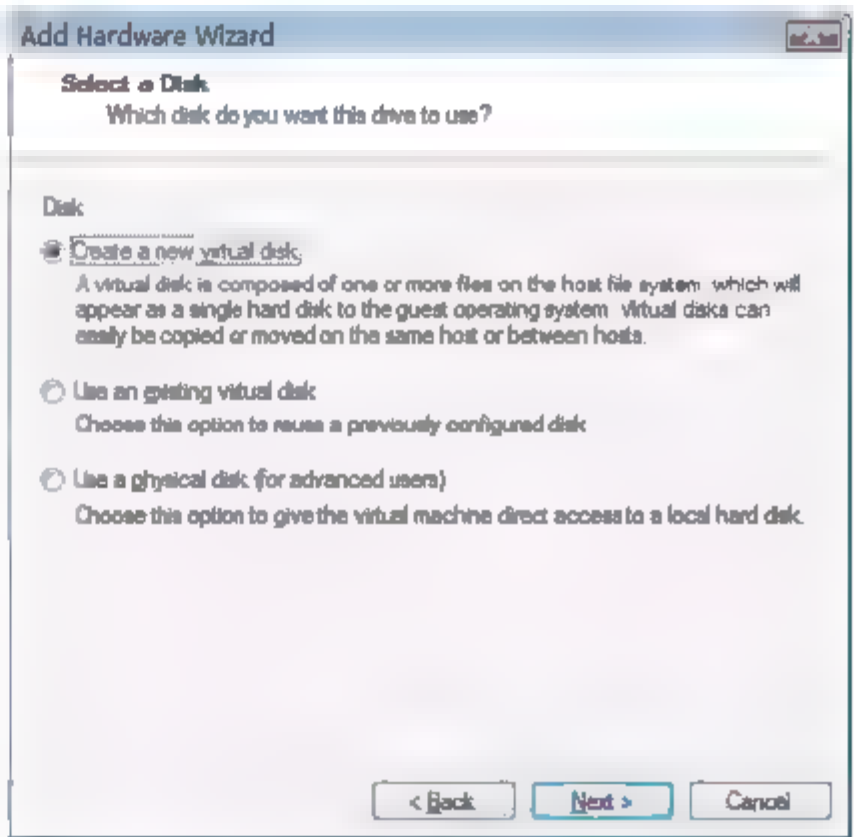 Add Hardware Wizard
Select a Disk
Which disk do you want this drive to use?
Disk
Create a new virtual disk
A virtual disk is composed of one or more files on the host file system, which will
appear as a single hard disk to the guest operating system. Virtual disks can
easily be copied or moved on the same host or between hosts.
Use an existing virtual disk
Choose this option to reuse a previously configured disk.
Use a physical disk (for advanced users)
Choose this option to give the virtual machine direct access to a local hard disk.
< Back
Next >
Cancel